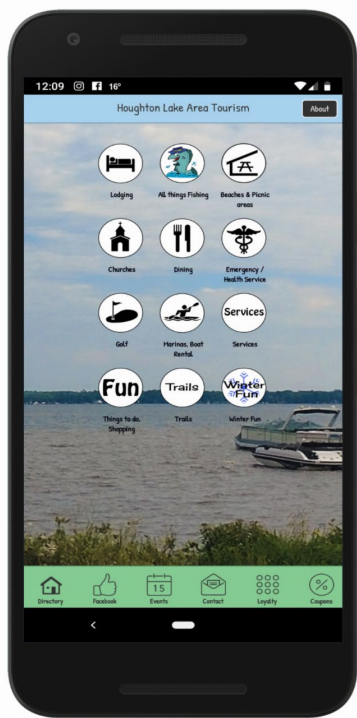 12:09 16°
Houghton Lake Area Tourism
About
Lodging
All things Fishing
Beaches & Picnic
areas
Churches
Dining
Emergency /
Health Service
Golf
Marinas, Boat
Rental
Services
Services
Fun
Things to do,
Shopping
Trails
Trails
Winter
Fun
Winter Fun
15
Directory
Facebook
Events
Contact
Loyalty
Coupons